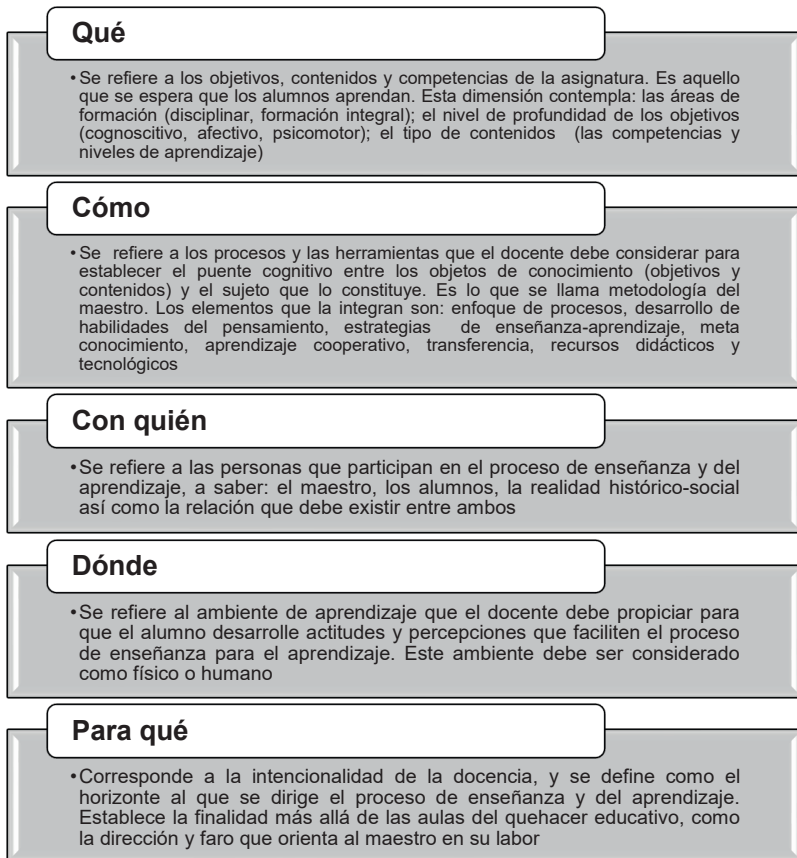 Qué
•Se refiere a los objetivos, contenidos y competencias de la asignatura. Es aquello
que se espera que los alumnos aprendan. Esta dimensión contempla: las áreas de
formación (disciplinar, formación integral); el nivel de profundidad de los objetivos
(cognoscitivo, afectivo, psicomotor); el tipo de contenidos (las competencias y
niveles de aprendizaje)
Cómo
•Se refiere a los procesos y las herramientas que el docente debe considerar para
establecer el puente cognitivo entre los objetos de conocimiento (objetivos y
contenidos) y el sujeto que lo constituye. Es lo que se llama metodología del
maestro. Los elementos que la integran son: enfoque de procesos, desarrollo de
habilidades del pensamiento, estrategias de enseñanza-aprendizaje, meta
conocimiento, aprendizaje cooperativo, transferencia, recursos didácticos y
tecnológicos
Con quién
•Se refiere a las personas que participan en el proceso de enseñanza y del
aprendizaje, a saber: el maestro, los alumnos, la realidad histórico-social
así como la relación que debe existir entre ambos
Dónde
•Se refiere al ambiente de aprendizaje que el docente debe propiciar para
que el alumno desarrolle actitudes y percepciones que faciliten el proceso
de enseñanza para el aprendizaje. Este ambiente debe ser considerado
como físico o humano
Para qué
•Corresponde a la intencionalidad de la docencia, y se define como el
horizonte al que se dirige el proceso de enseñanza y del aprendizaje.
Establece la finalidad más allá de las aulas del quehacer educativo, como
la dirección y faro que orienta al maestro en su labor